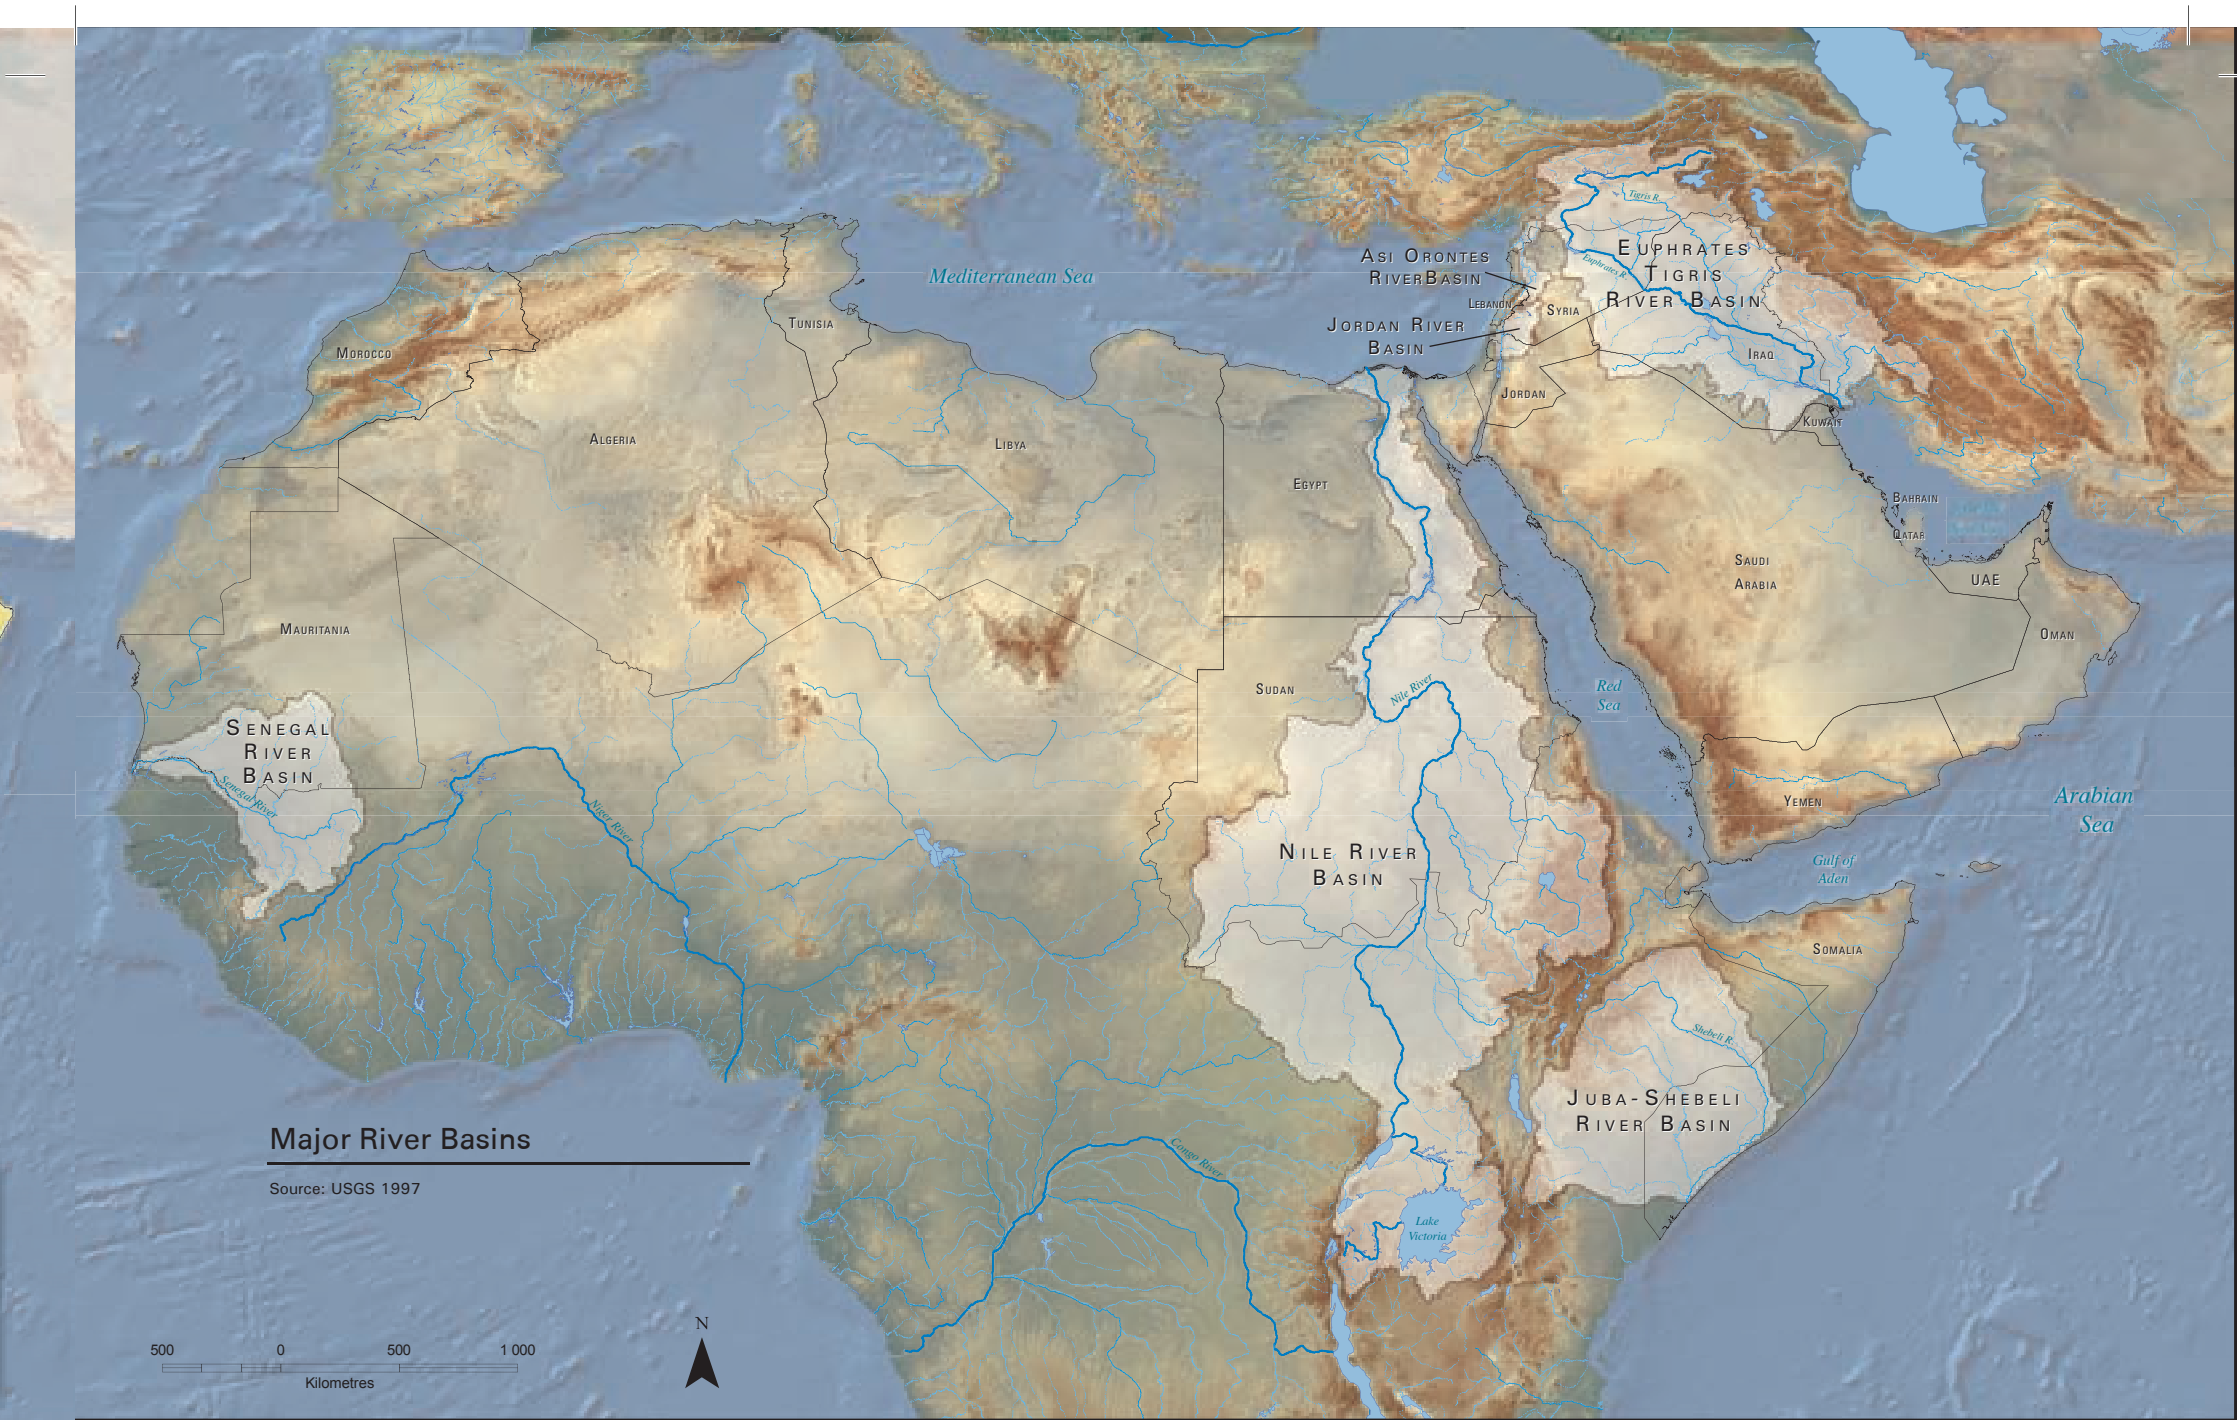 Mediterranean Sea
Asi Orontes
River Basin
Lebanon
Syria
Jordan River
Basin
Tigris R.
Euphrates
Tigris
River Basin
Euphrates R.
Iraq
Jordan
Kuwait
Morocco
Tunisia
Algeria
Libya
Egypt
Bahrain
Qatar
Saudi
Arabia
UAE
Oman
Mauritania
Sudan
Nile River
Red
Sea
Senegal
River
Basin
Senegal River
Niger River
Yemen
Arabian
Sea
Nile River
Basin
Gulf of
Aden
Somalia
Shebeli R.
Juba-Shebeli
River Basin
Congo River
Lake
Victoria
Major River Basins
Source: USGS 1997
N
500 0 500 1 000
Kilometres